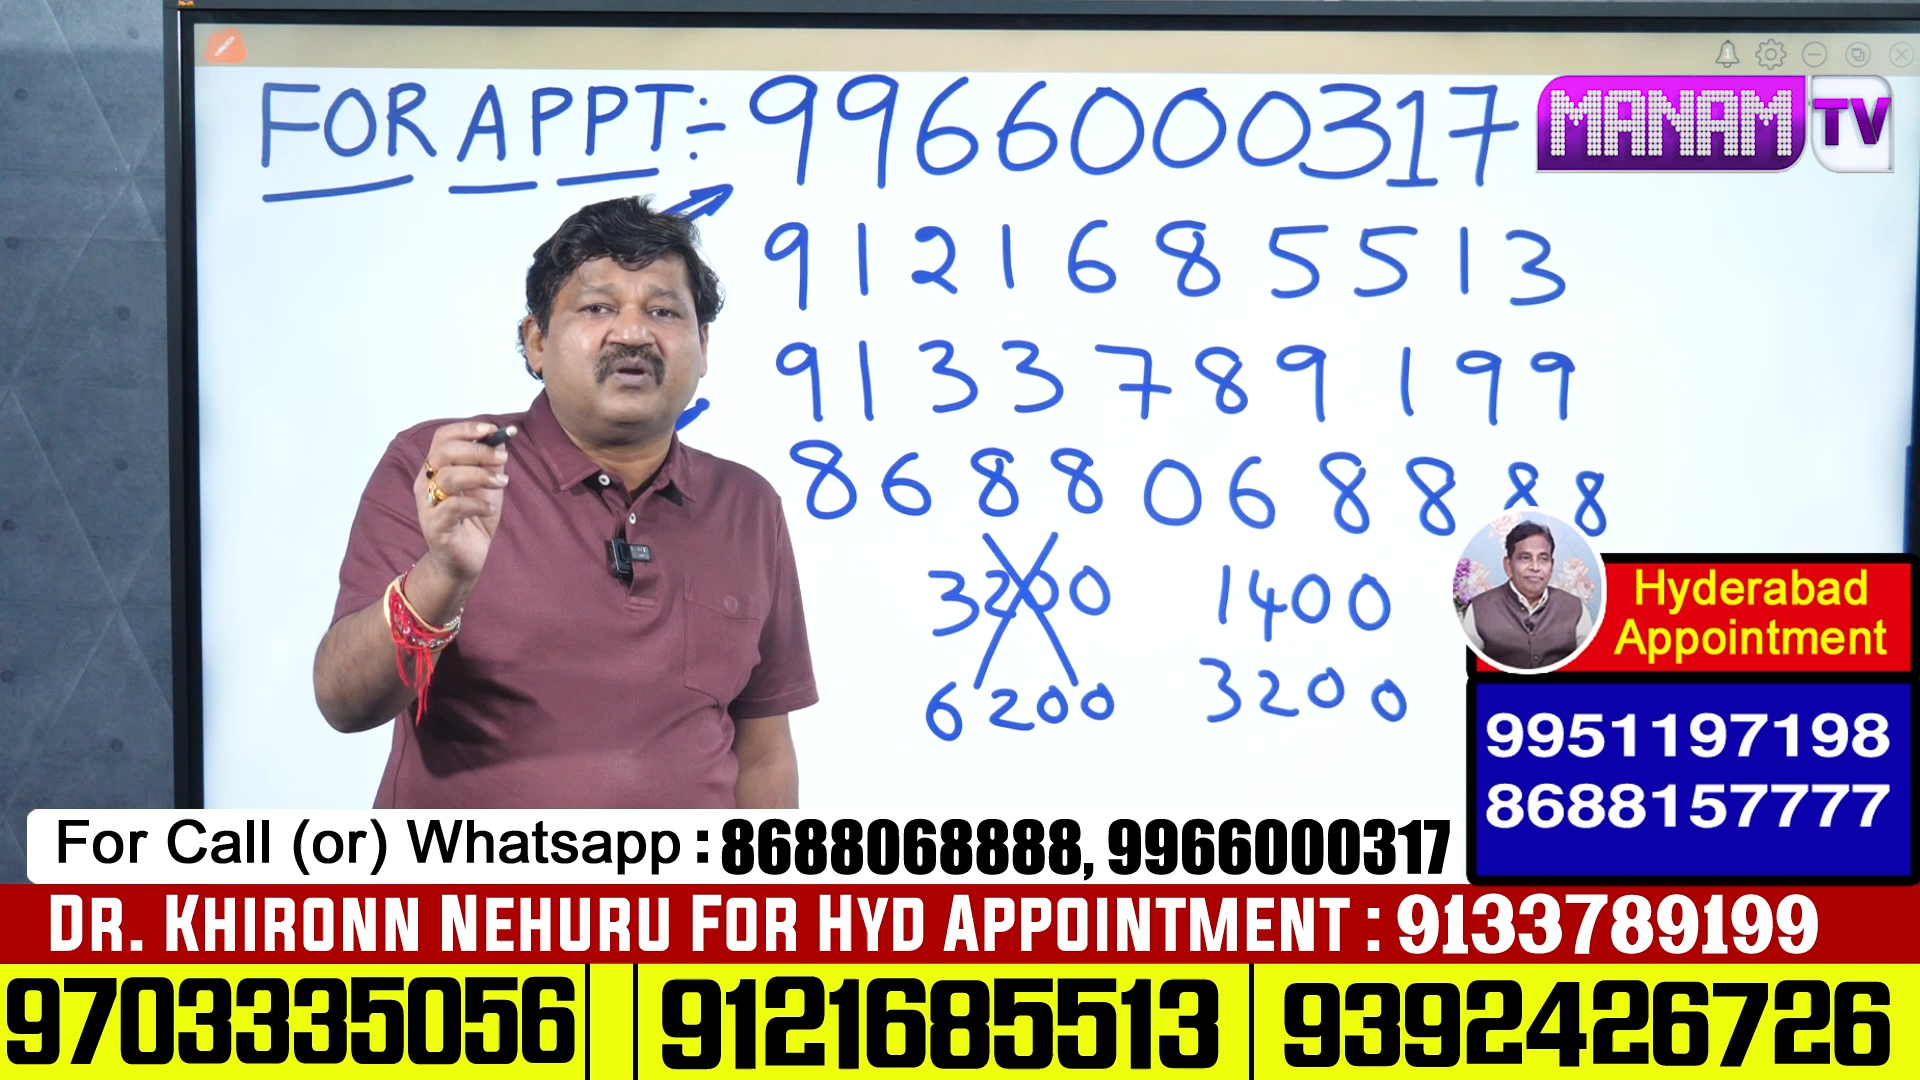 FOR APPT:- 9966000317
MANAM TV
9121685513
9133789199
8688068888
3200 1400
6200 3200
Hyderabad
Appointment
9951197198
8688157777
For Call (or) Whatsapp : 8688068888, 9966000317
DR. KHIRONN NEHURU FOR HYD APPOINTMENT : 9133789199
9703335056 9121685513 9392426726